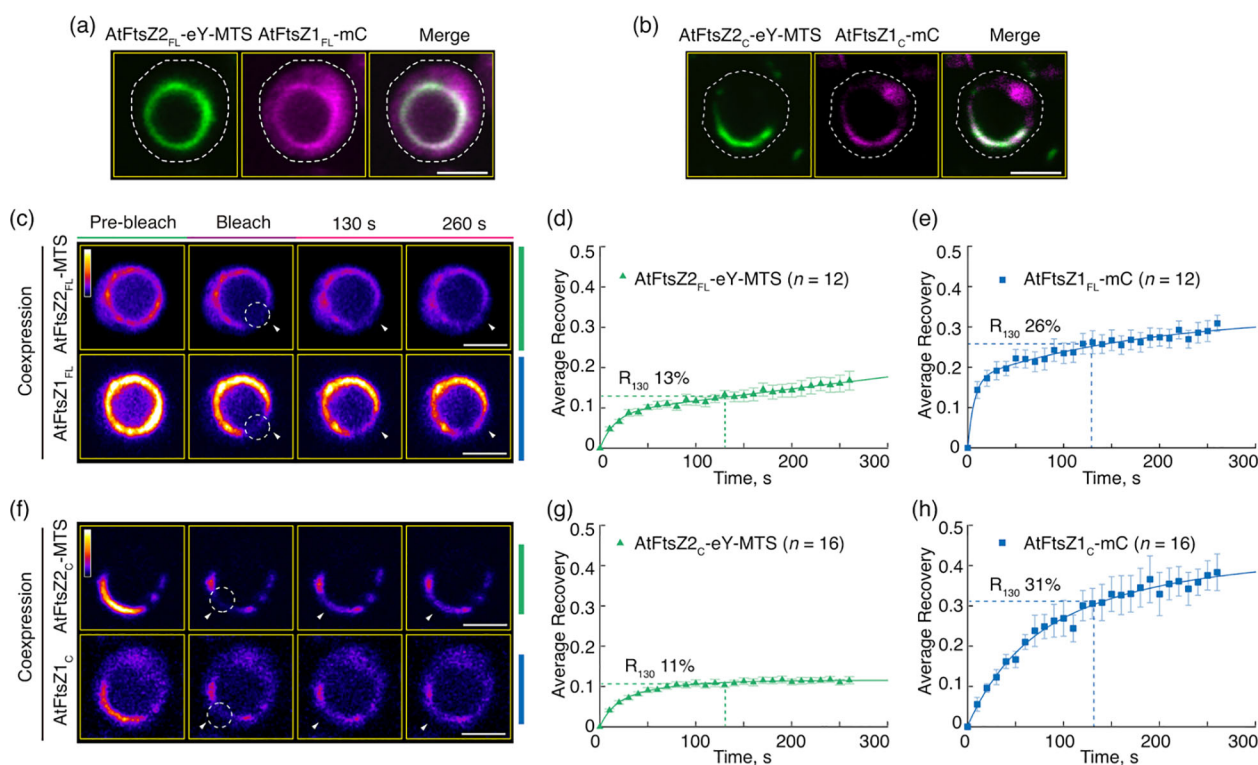 (a)
AtFtsZ2FL-eY-MTS AtFtsZ1FL-mC Merge
(b)
AtFtsZ2C-eY-MTS AtFtsZ1C-mC Merge
(c)
Pre-bleach Bleach 130 s 260 s
Coexpression
AtFtsZ2FL-MTS
AtFtsZ1FL
(d)
0.5
0.4
0.3
0.2
0.1
0
Average Recovery
AtFtsZ2FL-eY-MTS (n = 12)
R130 13%
0 100 200 300
Time, s
(e)
0.5
0.4
0.3
0.2
0.1
0
Average Recovery
AtFtsZ1FL-mC (n = 12)
R130 26%
0 100 200 300
Time, s
(f)
Coexpression
AtFtsZ2C-MTS
AtFtsZ1C
(g)
0.5
0.4
0.3
0.2
0.1
0
Average Recovery
AtFtsZ2C-eY-MTS (n = 16)
R130 11%
0 100 200 300
Time, s
(h)
0.5
0.4
0.3
0.2
0.1
0
Average Recovery
AtFtsZ1C-mC (n = 16)
R130 31%
0 100 200 300
Time, s